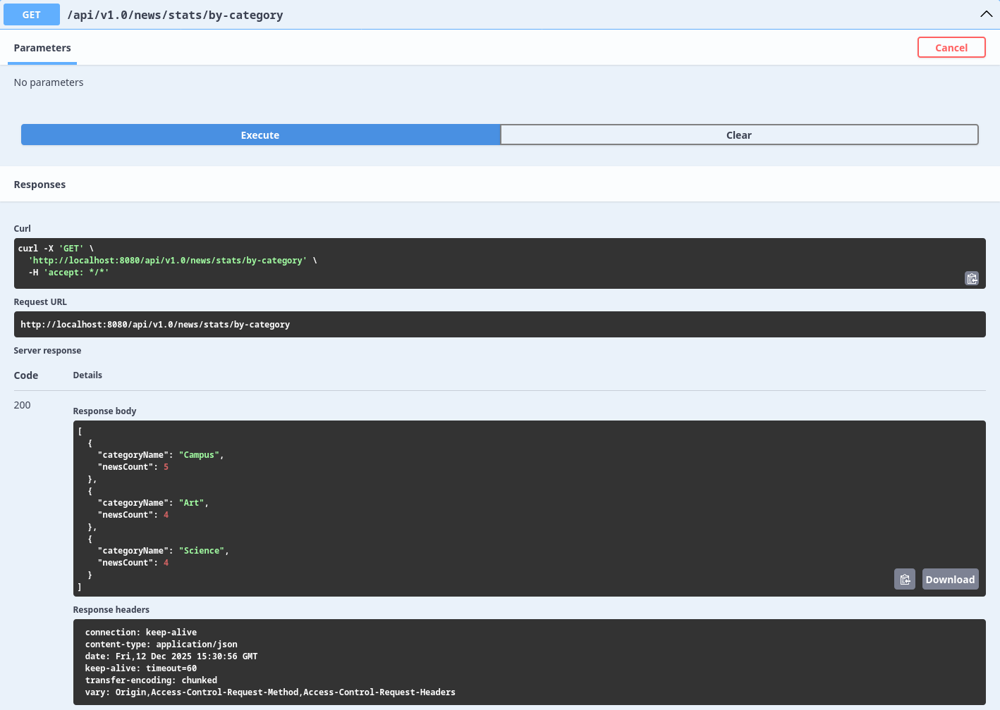 GET /api/v1.0/news/stats/by-category
Parameters
Cancel
No parameters
Execute
Clear
Responses
Curl
curl -X 'GET' \
  'http://localhost:8080/api/v1.0/news/stats/by-category' \
  -H 'accept: */*'
Request URL
http://localhost:8080/api/v1.0/news/stats/by-category
Server response
Code Details
200
Response body
[
  {
    "categoryName": "Campus",
    "newsCount": 5
  },
  {
    "categoryName": "Art",
    "newsCount": 4
  },
  {
    "categoryName": "Science",
    "newsCount": 4
  }
]
Download
Response headers
connection: keep-alive
content-type: application/json
date: Fri,12 Dec 2025 15:30:56 GMT
keep-alive: timeout=60
transfer-encoding: chunked
vary: Origin,Access-Control-Request-Method,Access-Control-Request-Headers